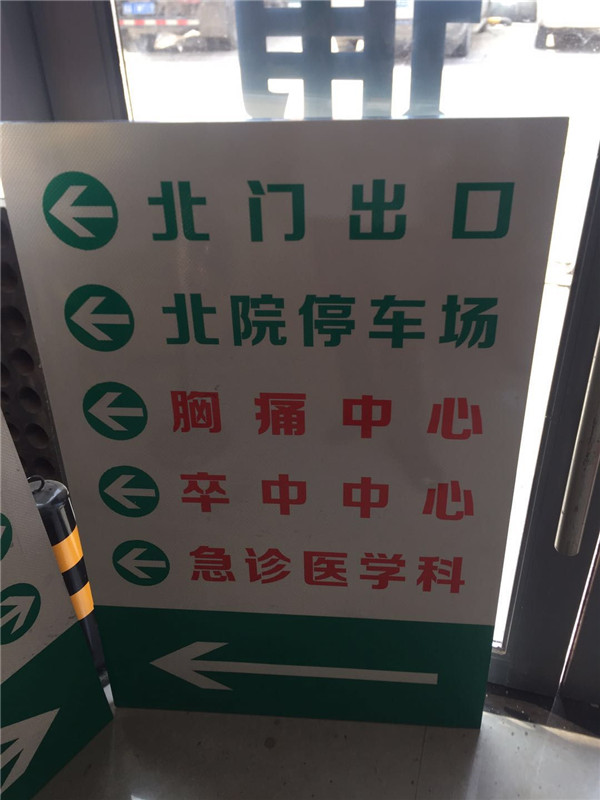 北门出口
北院停车场
胸痛中心
卒中中心
急诊医学科